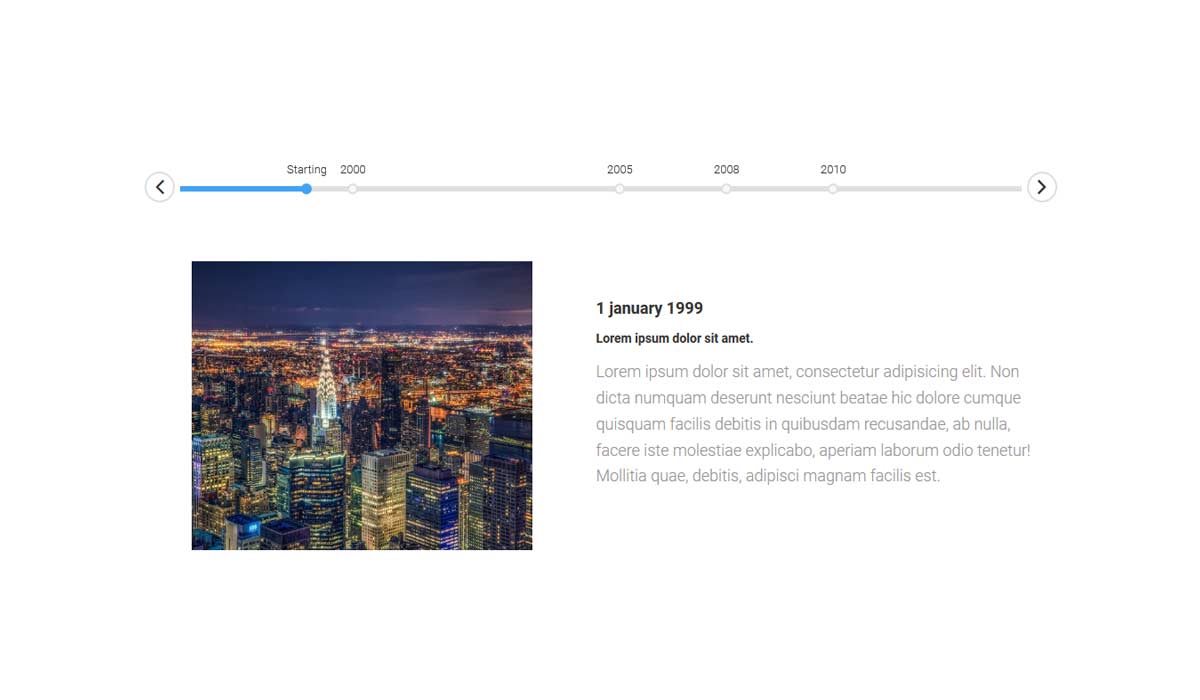 Starting 2000 2005 2008 2010
1 january 1999
Lorem ipsum dolor sit amet.
Lorem ipsum dolor sit amet, consectetur adipisicing elit. Non
dicta numquam deserunt nesciunt beatae hic dolore cumque
quisquam facilis debitis in quibusdam recusandae, ab nulla,
facere iste molestiae explicabo, aperiam laborum odio tenetur!
Mollitia quae, debitis, adipisci magnam facilis est.